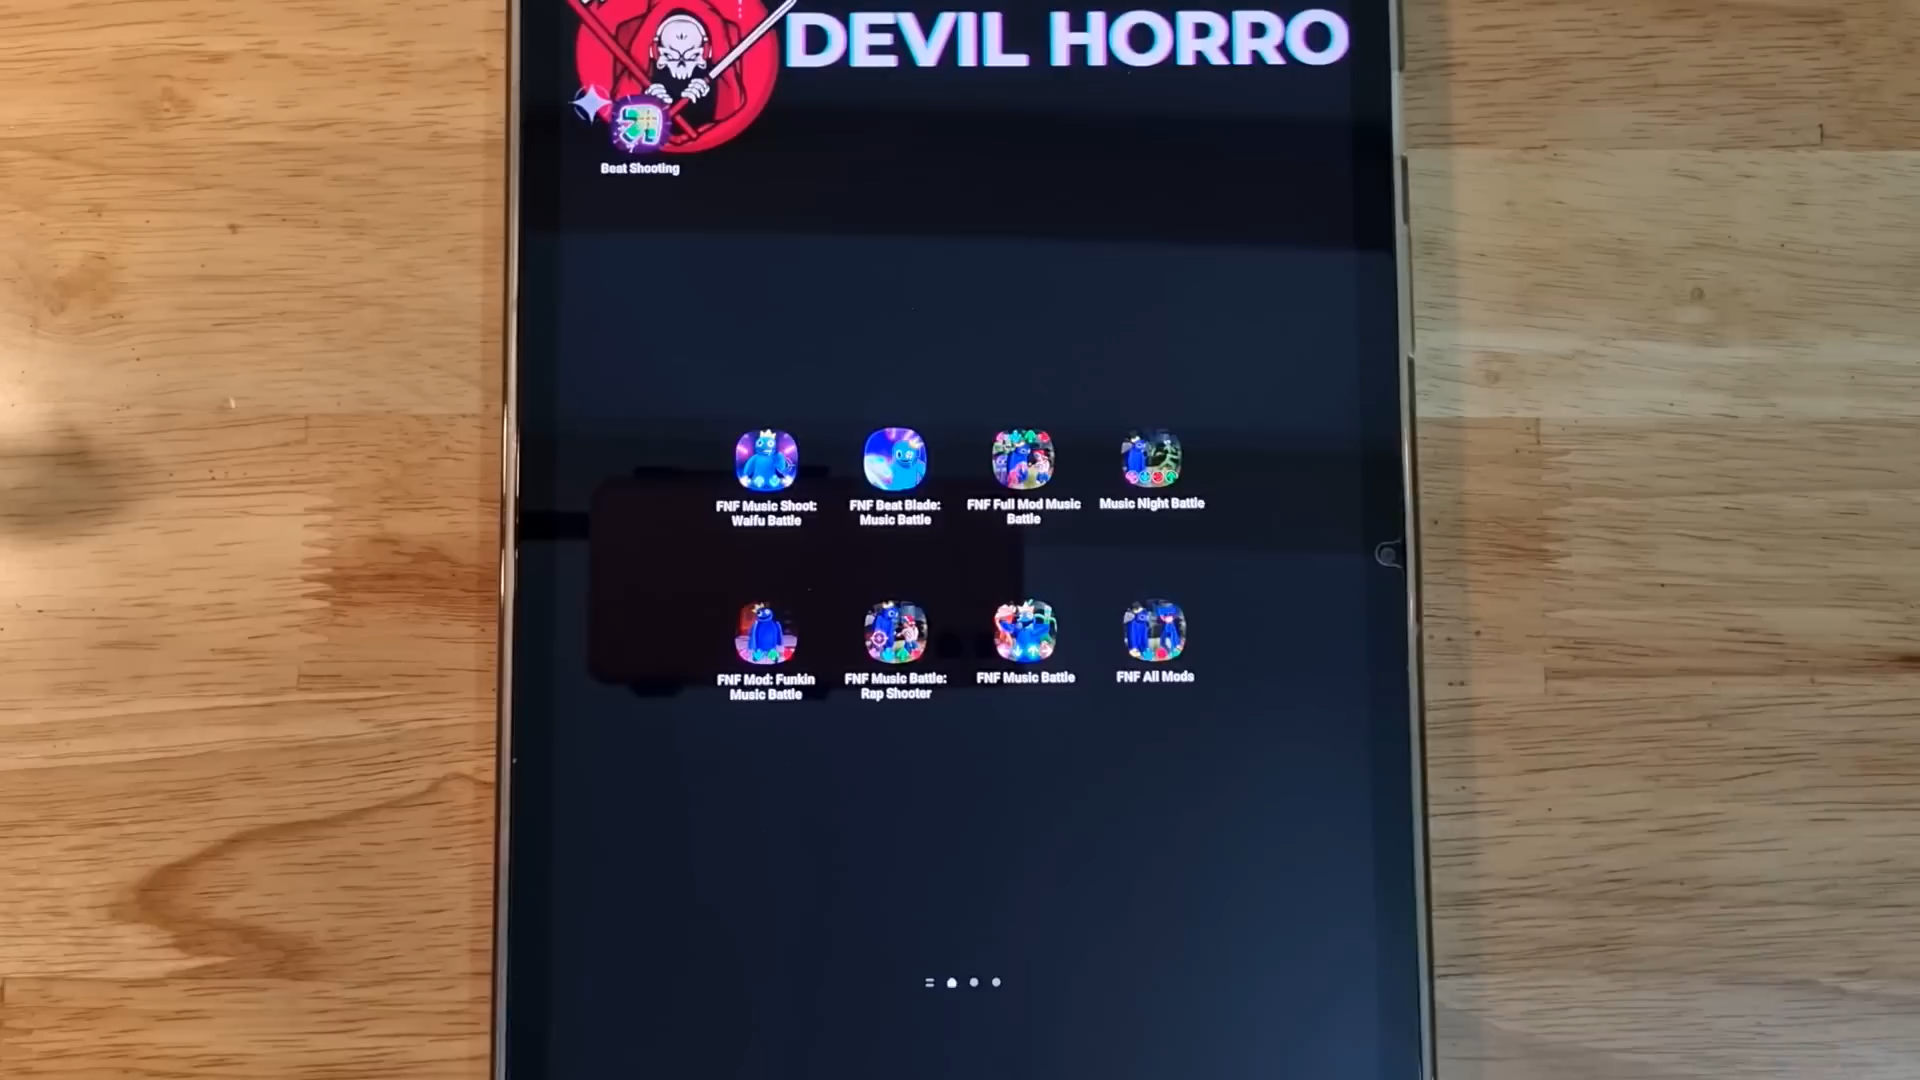 DEVIL HORRO
Beat Shooting
FNF Music Shoot:
Waifu Battle
FNF Beat Blade:
Music Battle
FNF Full Mod Music
Battle
Music Night Battle
FNF Mod: Funkin
Music Battle
FNF Music Battle:
Rap Shooter
FNF Music Battle
FNF All Mods